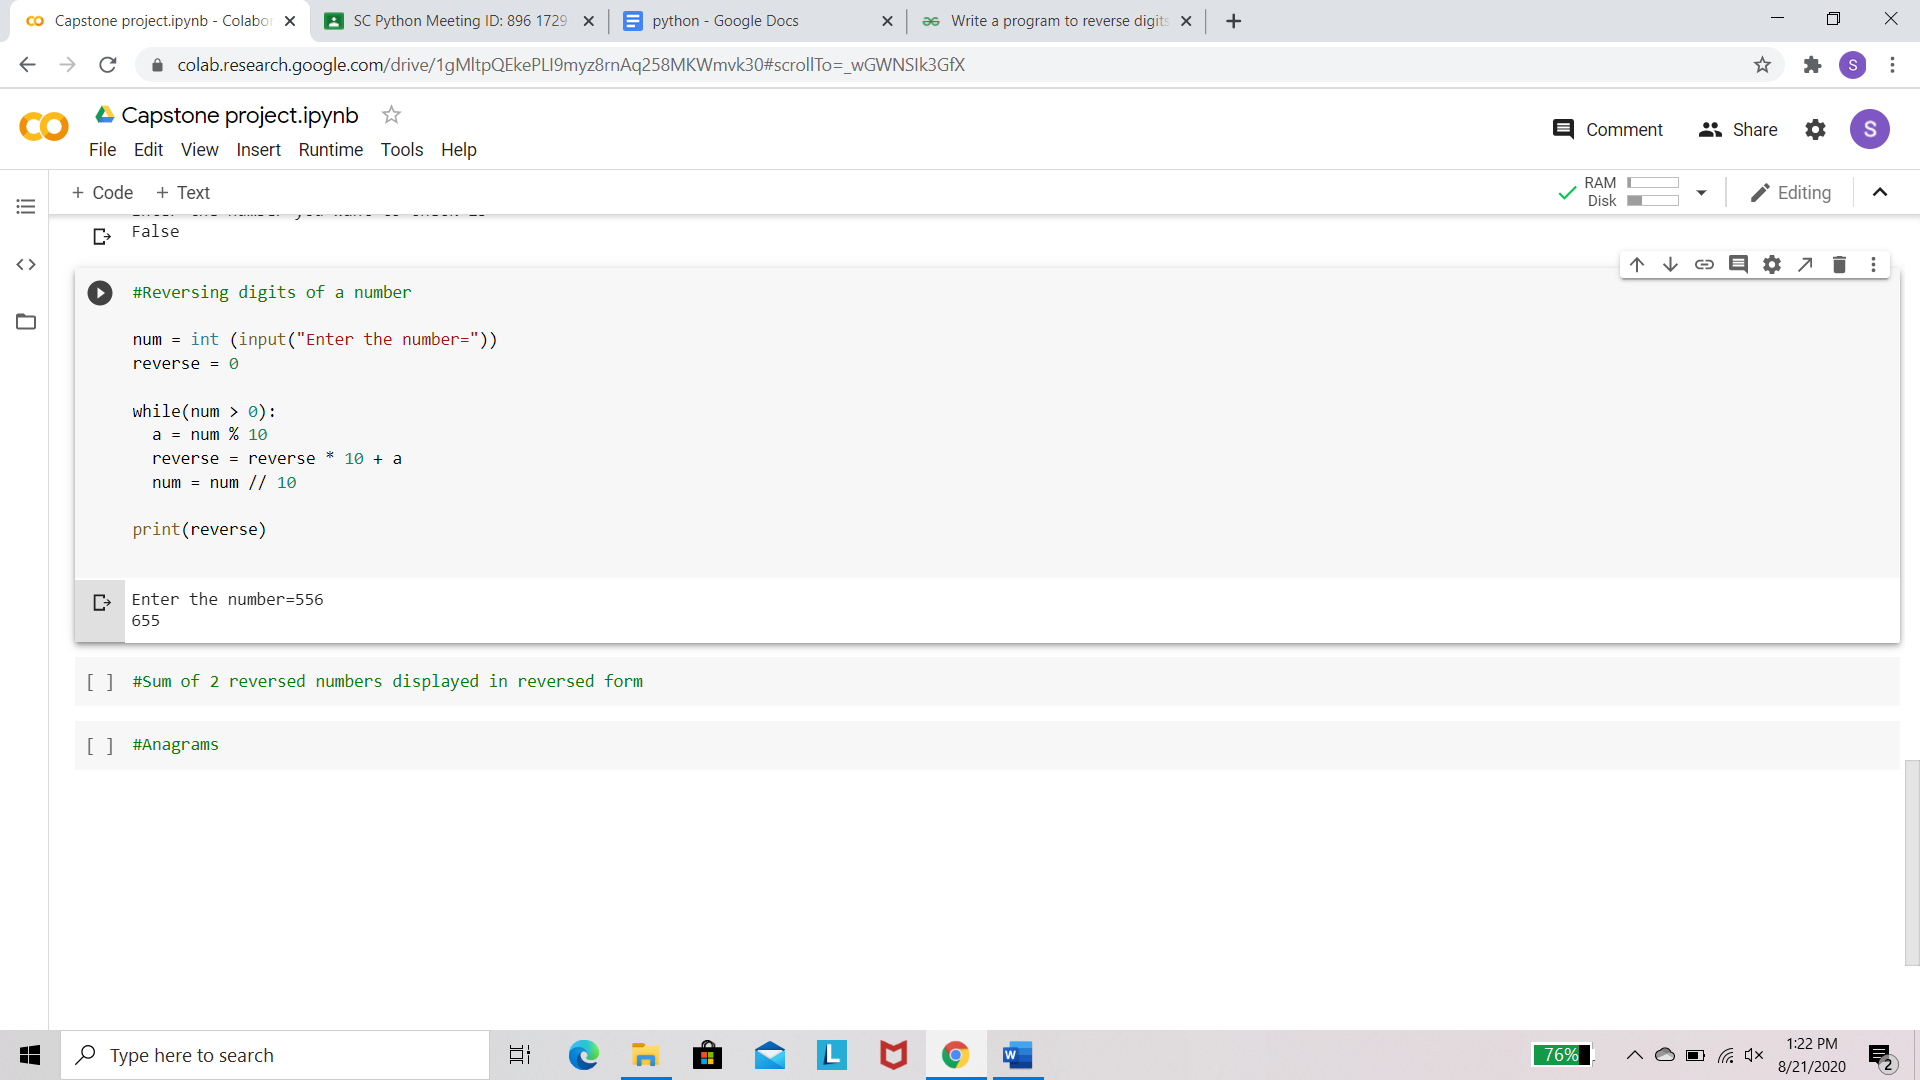 Capstone project.ipynb - Colabor
SC Python Meeting ID: 896 1729
python - Google Docs
Write a program to reverse digits
colab.research.google.com/drive/1gMltpQEkePLI9myz8rnAq258MKWmvk30#scrollTo=_wGWNSIk3GfX
S
Capstone project.ipynb
Comment
Share
S
File Edit View Insert Runtime Tools Help
+ Code + Text
RAM
Disk
Editing
False
#Reversing digits of a number
num = int (input("Enter the number="))
reverse = 0
while(num > 0):
a = num % 10
reverse = reverse * 10 + a
num = num // 10
print(reverse)
Enter the number=556
655
[ ] #Sum of 2 reversed numbers displayed in reversed form
[ ] #Anagrams
Type here to search
L
W
76%
1:22 PM
8/21/2020
2